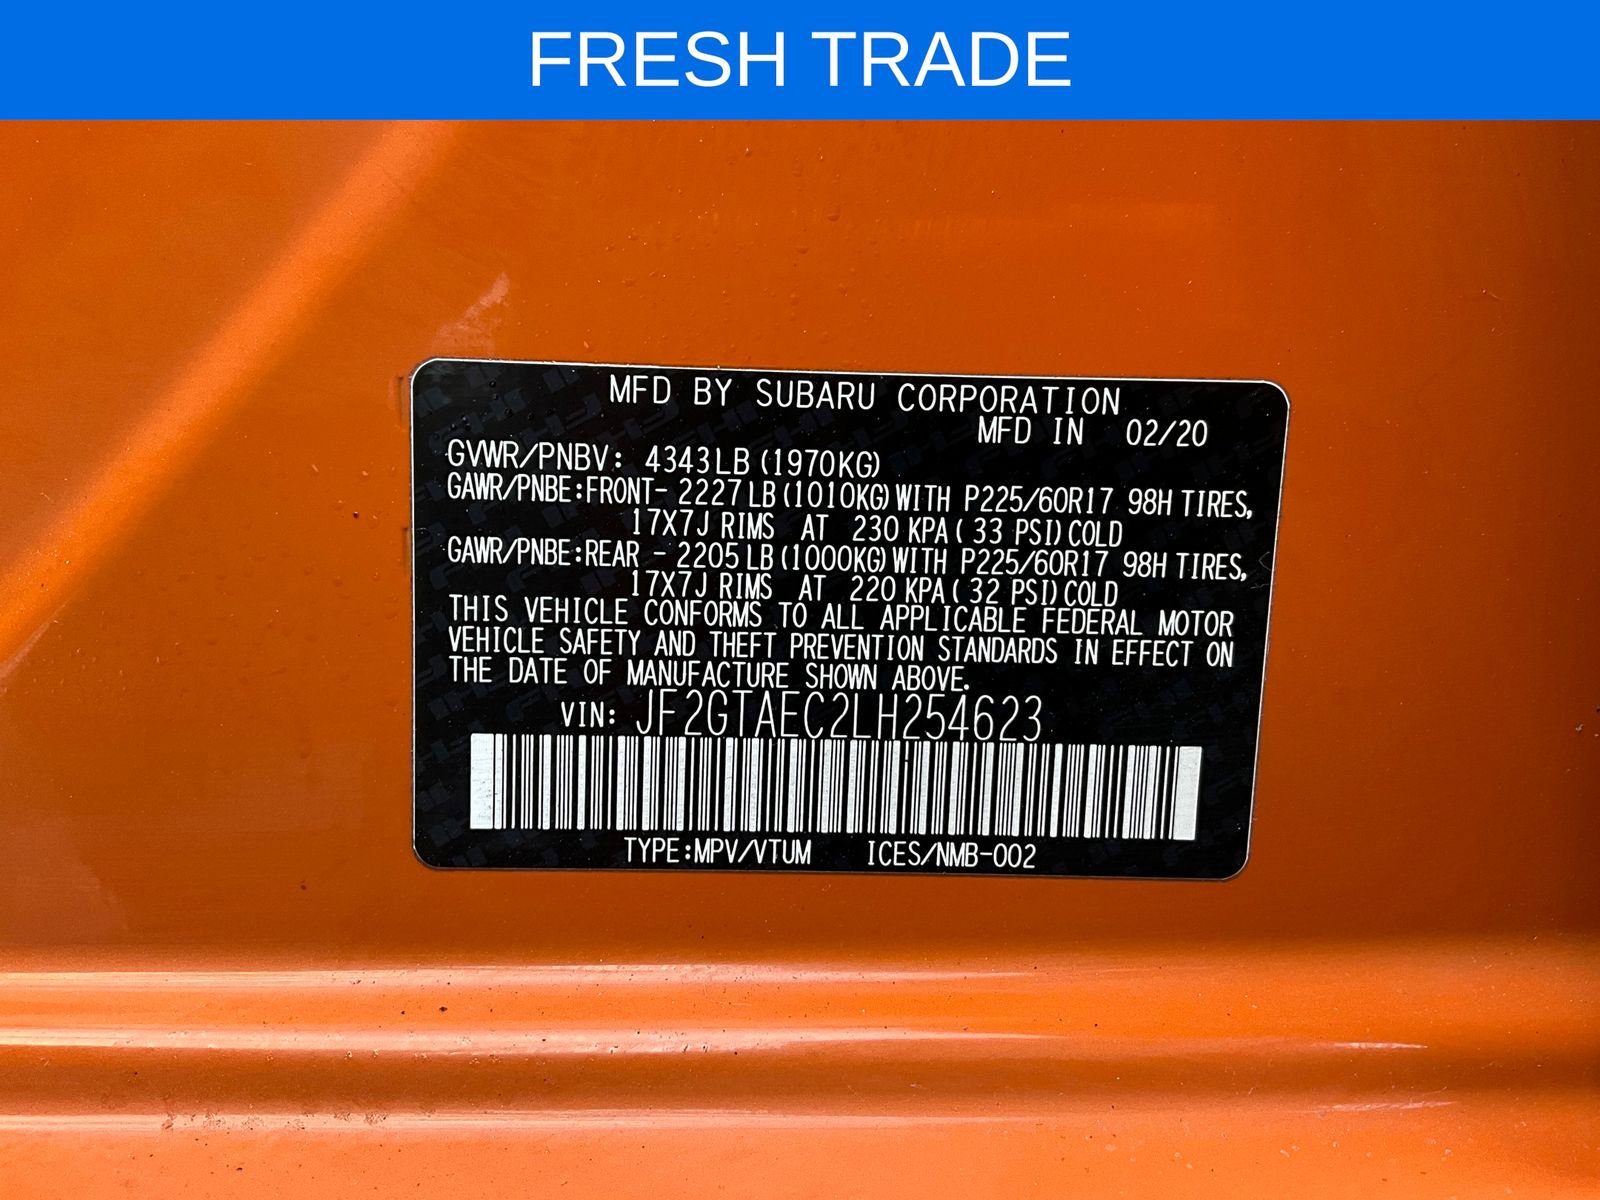 FRESH TRADE
MFD BY SUBARU CORPORATION
MFD IN 02/20
GVWR/PNBV: 4343LB (1970KG)
GAWR/PNBE:FRONT- 2227 LB (1010KG) WITH P225/60R17 98H TIRES,
17X7J RIMS AT 230 KPA ( 33 PSI) COLD
GAWR/PNBE:REAR - 2205 LB (1000KG) WITH P225/60R17 98H TIRES,
17X7J RIMS AT 220 KPA ( 32 PSI) COLD
THIS VEHICLE CONFORMS TO ALL APPLICABLE FEDERAL MOTOR
VEHICLE SAFETY AND THEFT PREVENTION STANDARDS IN EFFECT ON
THE DATE OF MANUFACTURE SHOWN ABOVE.
VIN: JF2GTAEC2LH254623
TYPE:MPV/VTUM ICES/NMB-002